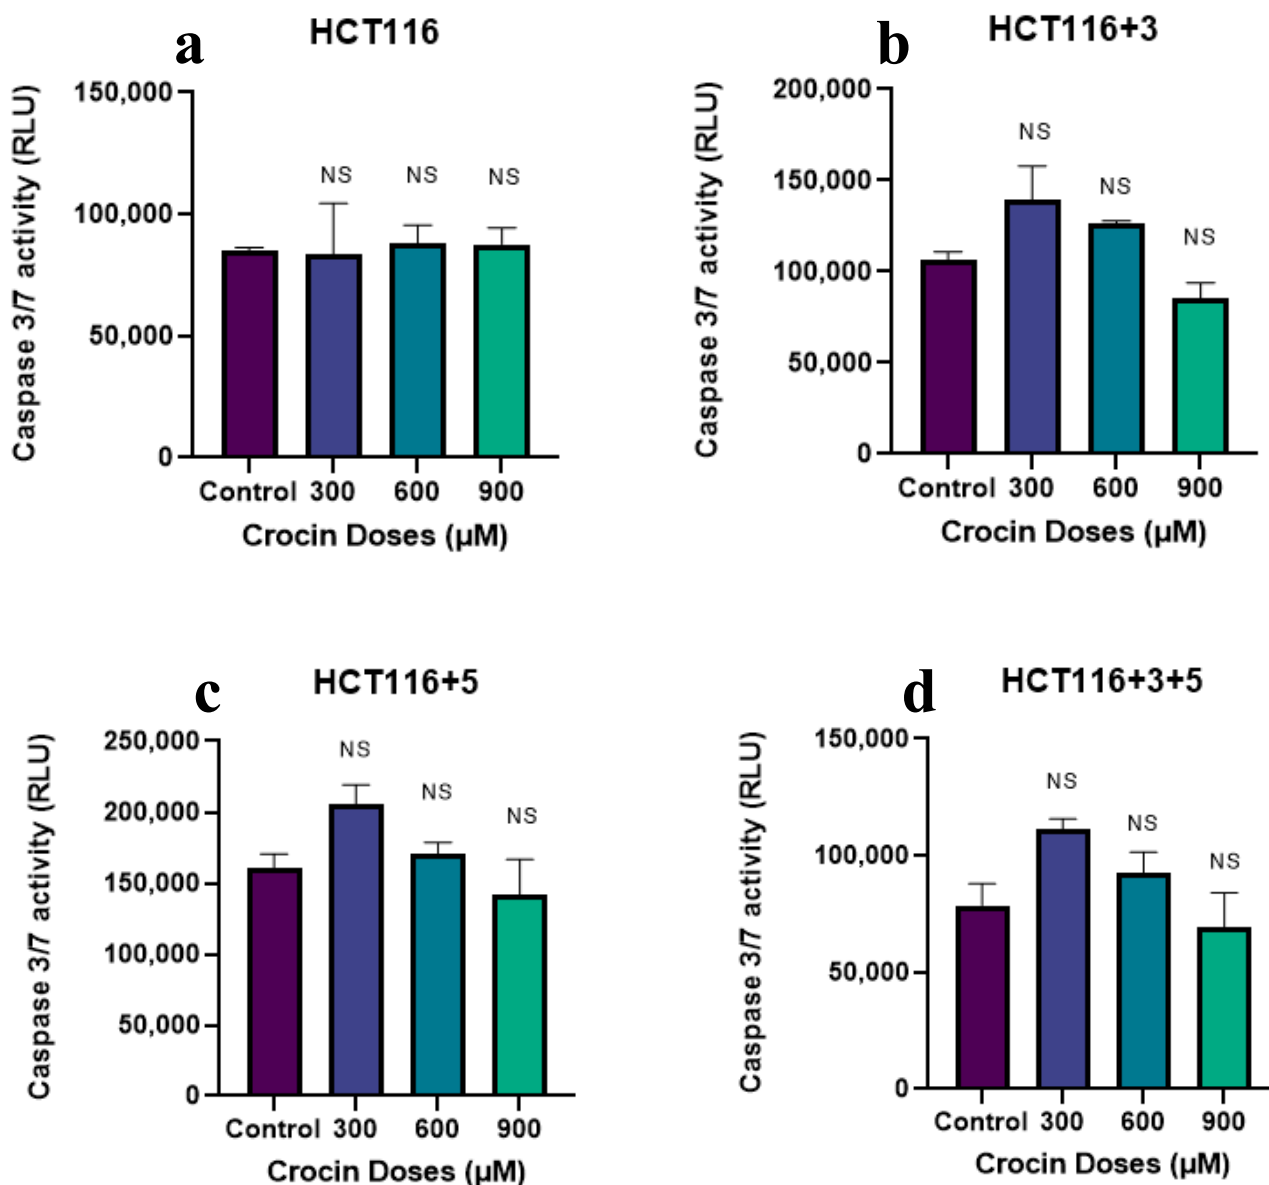 a
HCT116
Caspase 3/7 activity (RLU)
150,000
100,000
50,000
0
NS NS NS
Control 300 600 900
Crocin Doses (µM)
b
HCT116+3
Caspase 3/7 activity (RLU)
200,000
150,000
100,000
50,000
0
NS
NS
NS
Control 300 600 900
Crocin Doses (µM)
c
HCT116+5
Caspase 3/7 activity (RLU)
250,000
200,000
150,000
100,000
50,000
0
NS
NS
NS
Control 300 600 900
Crocin Doses (µM)
d
HCT116+3+5
Caspase 3/7 activity (RLU)
150,000
100,000
50,000
0
NS
NS
NS
Control 300 600 900
Crocin Doses (µM)